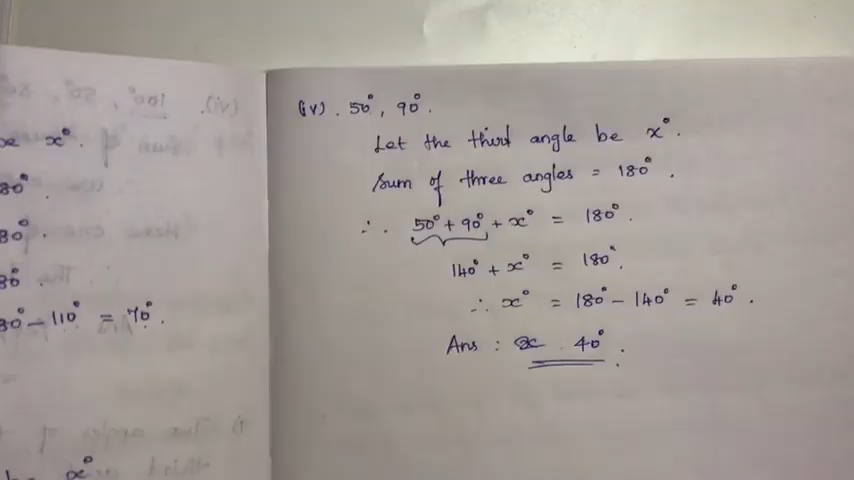 x x°.
80°.
80°.
80°
80° - 110° = 70°.
x°
(iv). 50°, 90°.
Let the third angle be x°.
Sum of three angles = 180°.
∴ 50° + 90° + x° = 180°.
140° + x° = 180°.
∴ x° = 180° - 140° = 40°.
Ans : 40°.